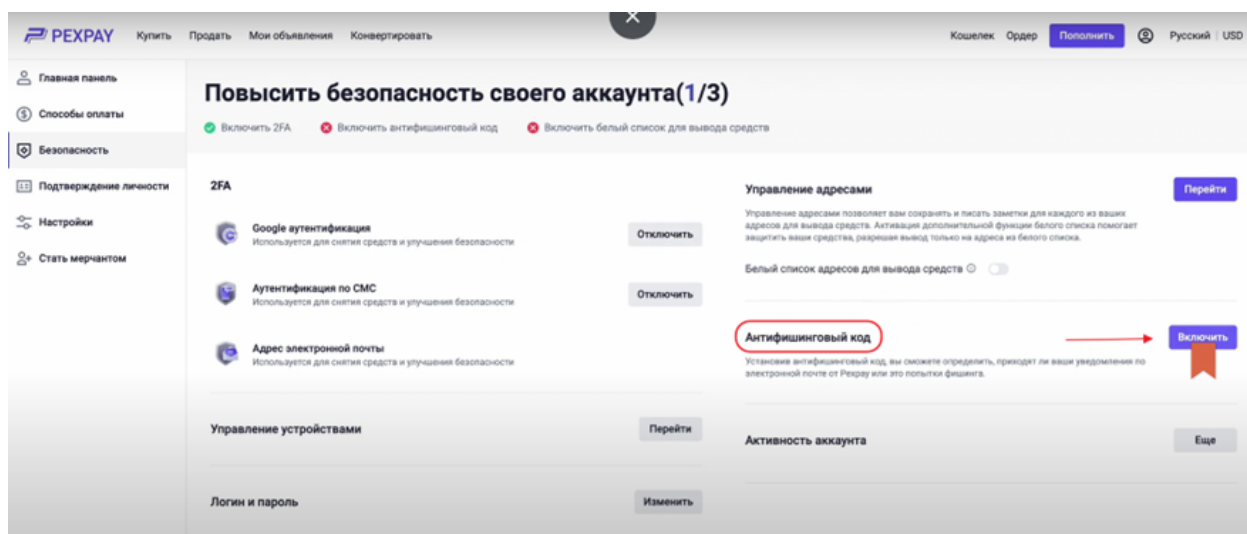 PEXPAY Купить Продать Мои объявления Конвертировать Кошелек Ордер Пополнить Русский | USD
Главная панель
Способы оплаты
Безопасность
Подтверждение личности
Настройки
Стать мерчантом
Повысить безопасность своего аккаунта(1/3)
Включить 2FA Включить антифишинговый код Включить белый список для вывода средств
2FA
Google аутентификация
Используется для снятия средств и улучшения безопасности
Отключить
Аутентификация по СМС
Используется для снятия средств и улучшения безопасности
Отключить
Адрес электронной почты
Используется для снятия средств и улучшения безопасности
Управление устройствами Перейти
Логин и пароль Изменить
Управление адресами Перейти
Управление адресами позволяет вам сохранять и писать заметки для каждого из ваших
адресов для вывода средств. Активация дополнительной функции белого списка помогает
защитить ваши средства, разрешая вывод только на адреса из белого списка.
Белый список адресов для вывода средств
Антифишинговый код Включить
Установив антифишинговый код, вы сможете определить, приходят ли ваши уведомления по
электронной почте от Pexpay или это попытки фишинга.
Активность аккаунта Еще